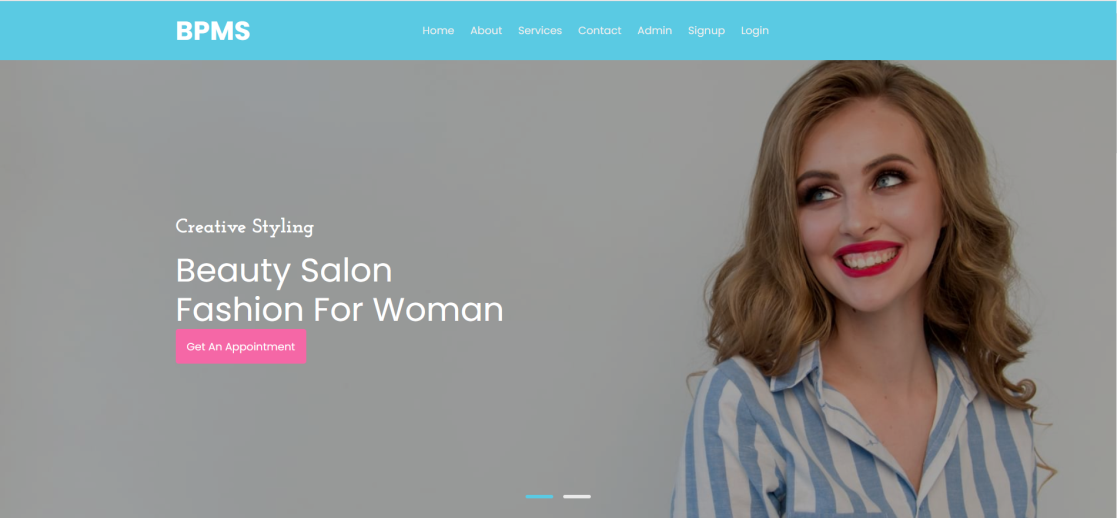 BPMS
Home About Services Contact Admin Signup Login
Creative Styling
Beauty Salon
Fashion For Woman
Get An Appointment